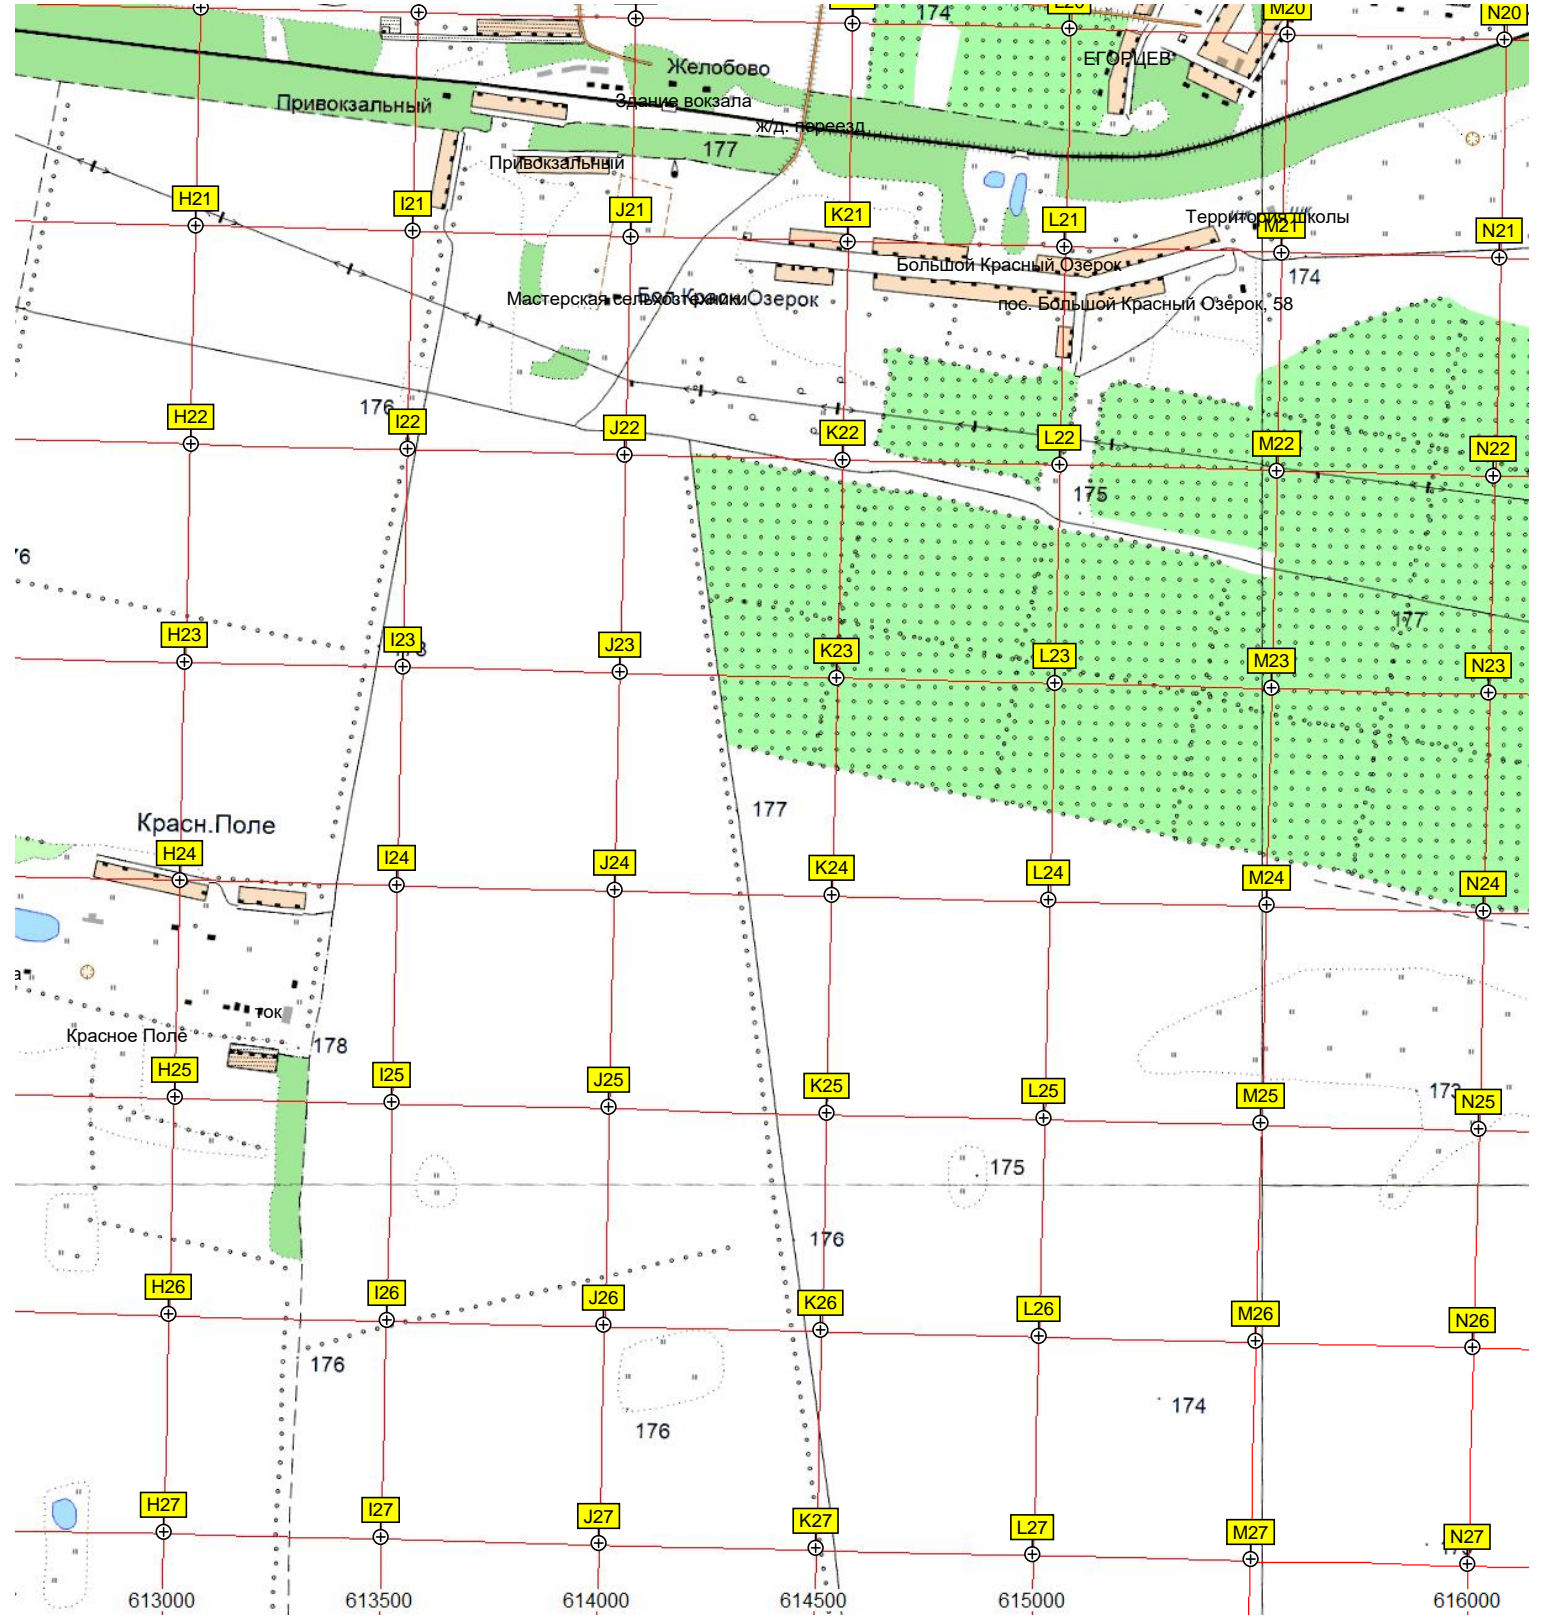 174
M20
N20
ЕГОРЦЕВ
Желобово
Привокзальный
Здание вокзала
ж/д. переезд
177
Привокзальный
H21
I21
J21
K21
L21
Территория школы
M21
N21
Большой Красный Озерок
174
Мастерская сельхозтехники
Бол.Красн.Озерок
пос. Большой Красный Озерок, 58
176
H22
I22
J22
K22
L22
M22
N22
175
177
H23
I23
J23
K23
L23
M23
N23
177
Красн.Поле
H24
I24
J24
K24
L24
M24
N24
ток
Красное Поле
178
H25
I25
J25
K25
L25
M25
173
N25
175
176
H26
I26
J26
K26
L26
M26
N26
176
174
176
H27
I27
J27
K27
L27
M27
N27
613000
613500
614000
614500
615000
616000